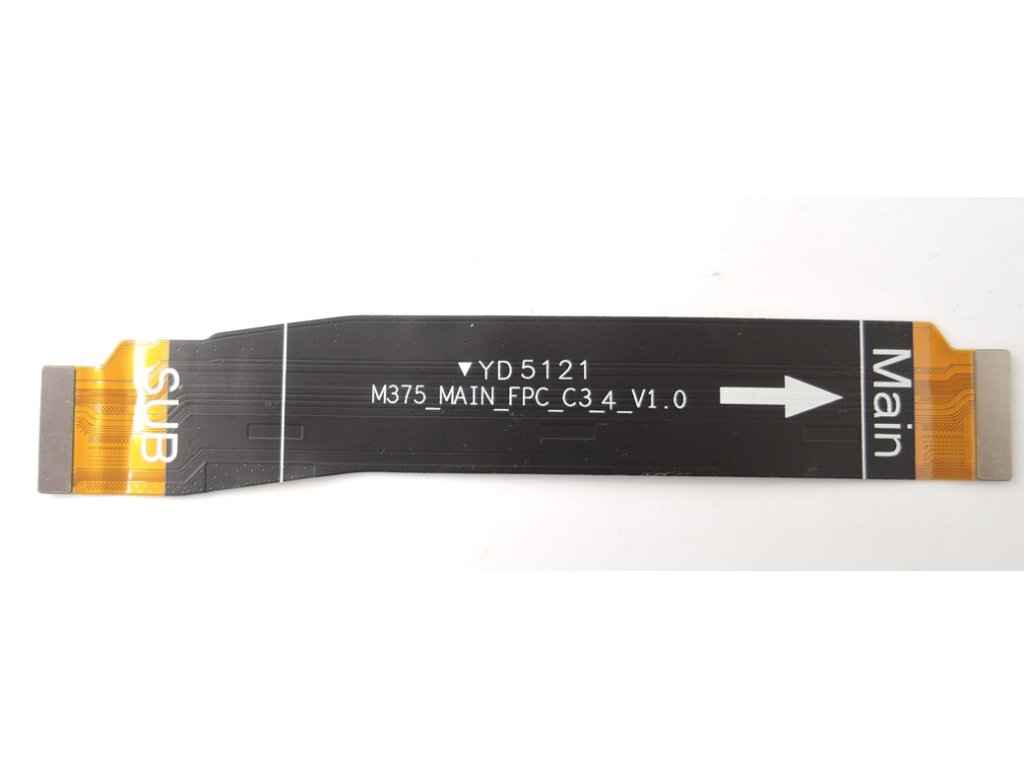 SUB
▼YD5121
M375_MAIN_FPC_C3_4_V1.0
Main